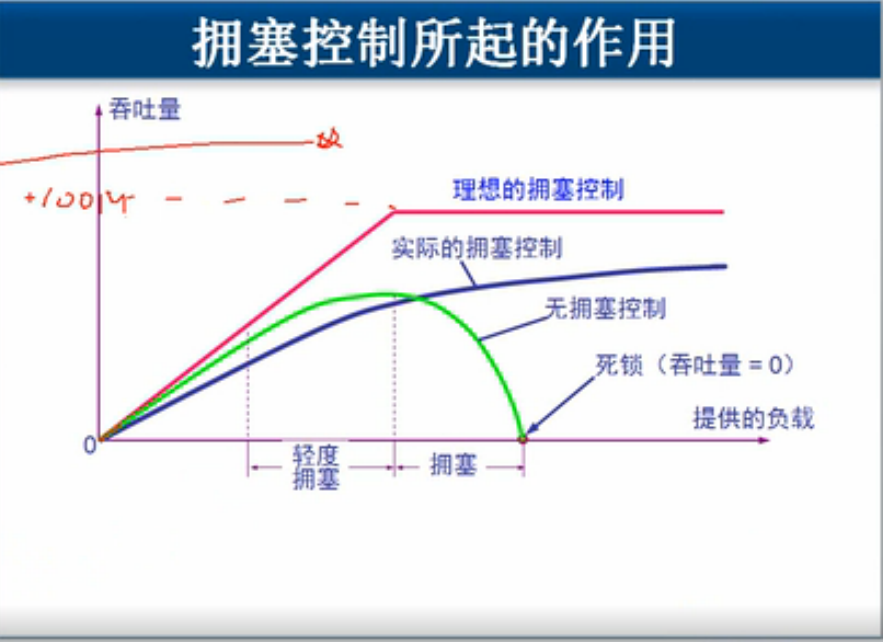 拥塞控制所起的作用
吞吐量
+100M
理想的拥塞控制
实际的拥塞控制
无拥塞控制
死锁（吞吐量 = 0）
提供的负载
0
轻度
拥塞
拥塞